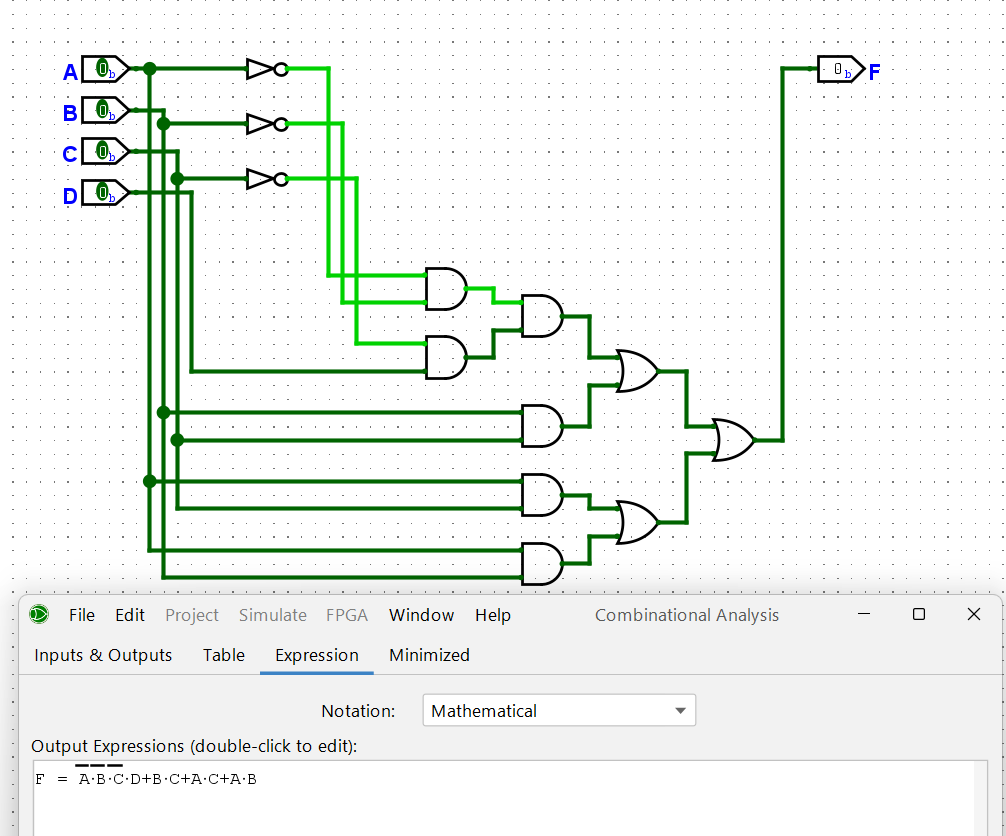 A 0b
0b F
B 0b
C 0b
D 0b
File Edit Project Simulate FPGA Window Help Combinational Analysis
Inputs & Outputs Table Expression Minimized
Notation: Mathematical
Output Expressions (double-click to edit):
F = A̅·B̅·C̅·D+B·C+A·C+A·B